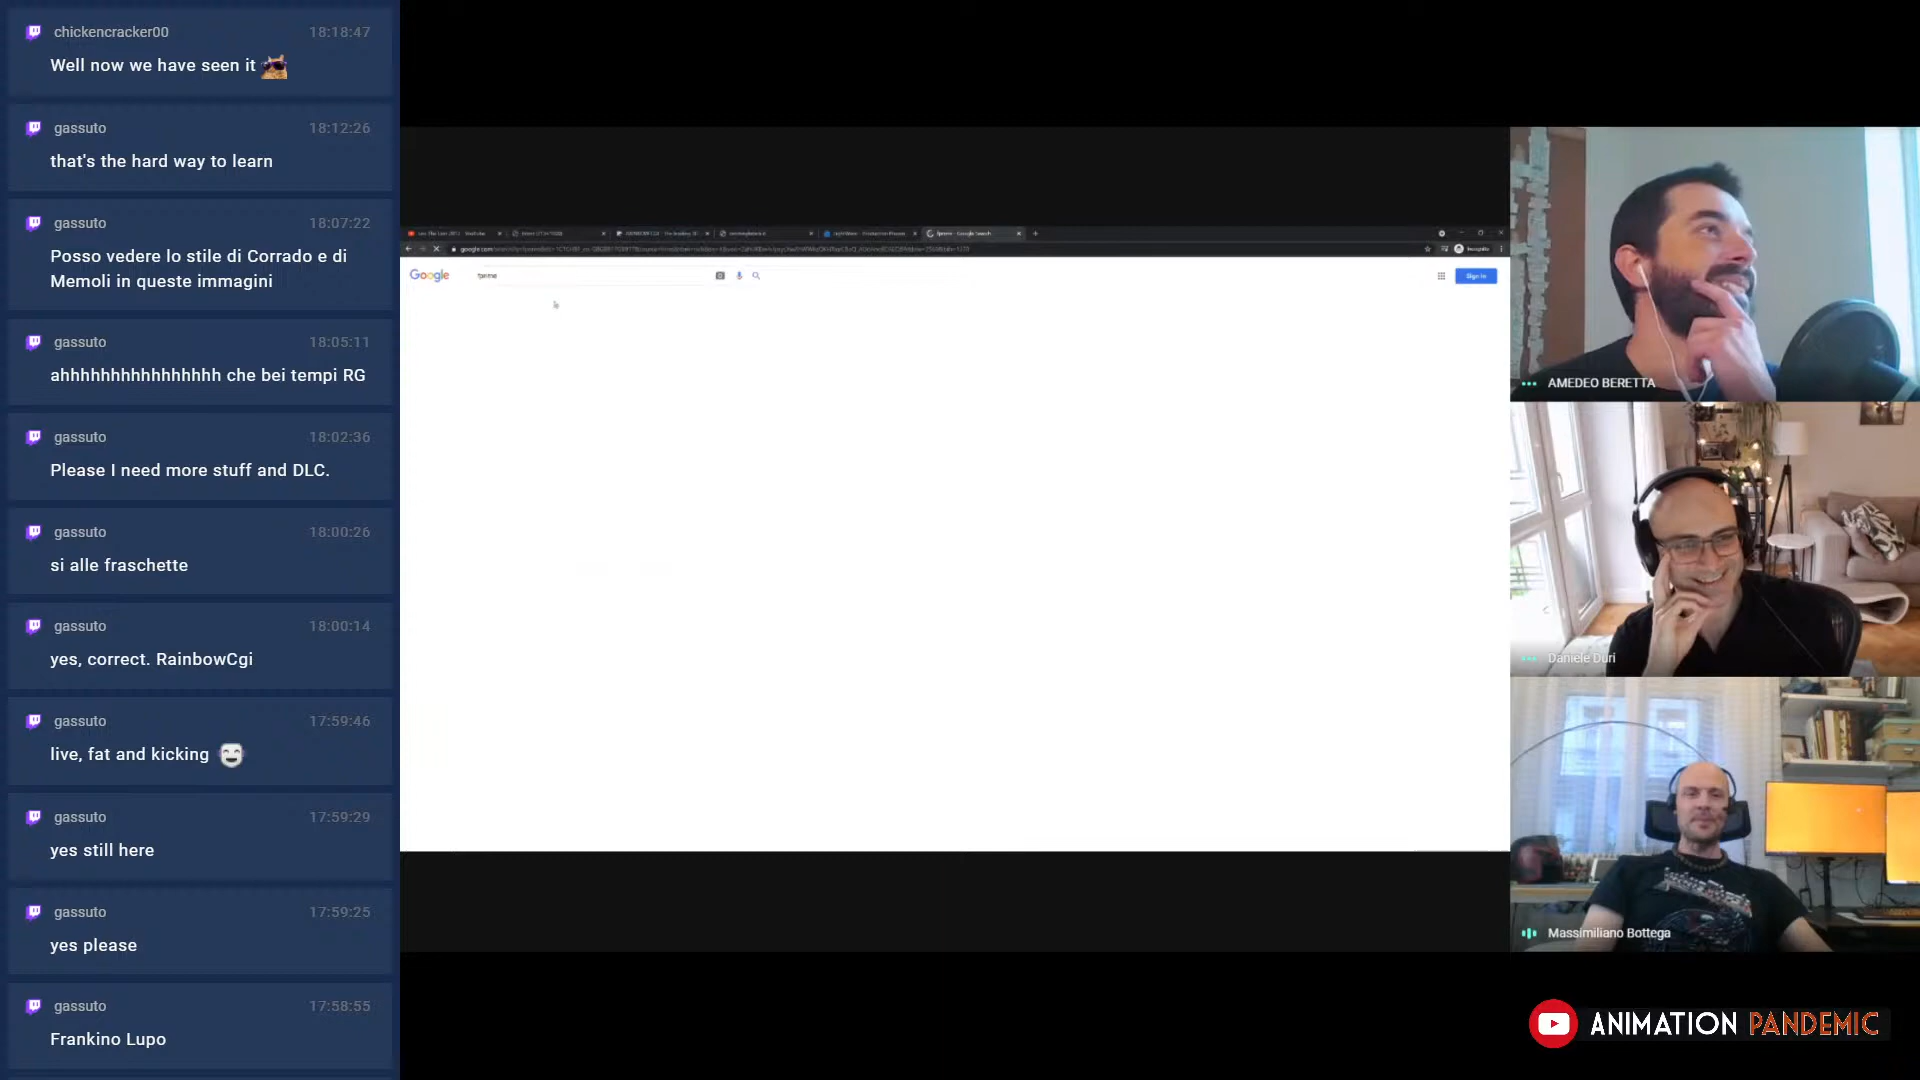 chickencracker00 18:18:47
Well now we have seen it
gassuto 18:12:26
that's the hard way to learn
gassuto 18:07:22
Posso vedere lo stile di Corrado e di
Memoli in queste immagini
gassuto 18:05:11
ahhhhhhhhhhhhhhhh che bei tempi RG
gassuto 18:02:36
Please I need more stuff and DLC.
gassuto 18:00:26
si alle fraschette
gassuto 18:00:14
yes, correct. RainbowCgi
gassuto 17:59:46
live, fat and kicking
gassuto 17:59:29
yes still here
gassuto 17:59:25
yes please
gassuto 17:58:55
Frankino Lupo
Google
Sign in
AMEDEO BERETTA
Daniele Duri
Massimiliano Bottega
ANIMATION PANDEMIC